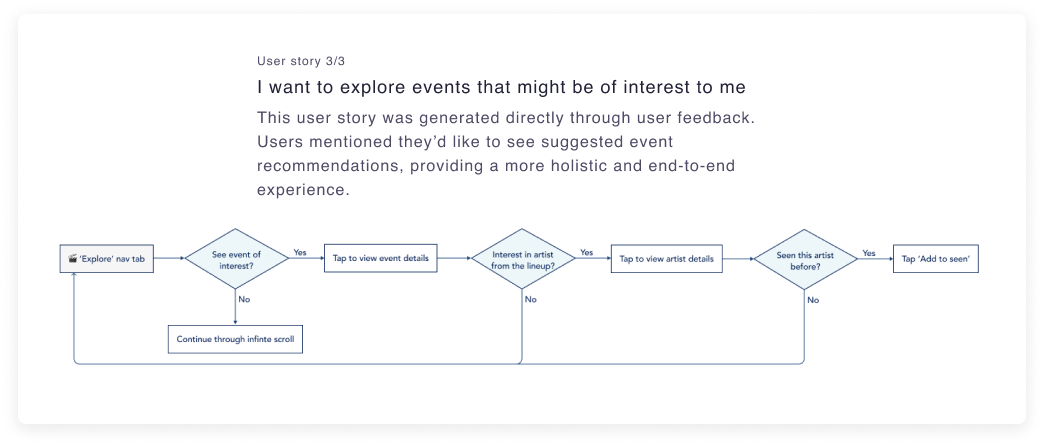 User story 3/3
I want to explore events that might be of interest to me
This user story was generated directly through user feedback.
Users mentioned they’d like to see suggested event
recommendations, providing a more holistic and end-to-end
experience.
🎬 ‘Explore’ nav tab
See event of
interest?
Yes
Tap to view event details
Interest in artist
from the lineup?
Yes
Tap to view artist details
Seen this artist
before?
Yes
Tap ‘Add to seen’
No
No
No
Continue through infinte scroll